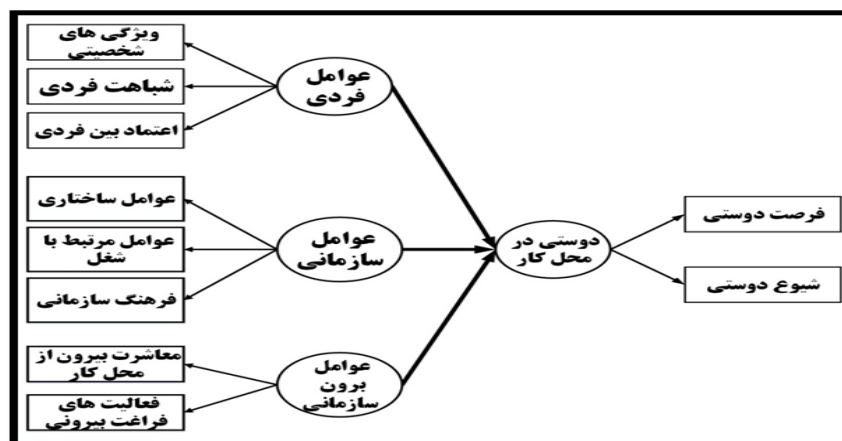 ویژگی های
شخصیتی
شباهت فردی
اعتماد بین فردی
عوامل
فردی
عوامل ساختاری
عوامل مرتبط با
شغل
فرهنگ سازمانی
عوامل
سازمانی
معاشرت بیرون از
محل کار
فعالیت های
فراغت بیرونی
عوامل
برون
سازمانی
دوستی در
محل کار
فرصت دوستی
شیوع دوستی